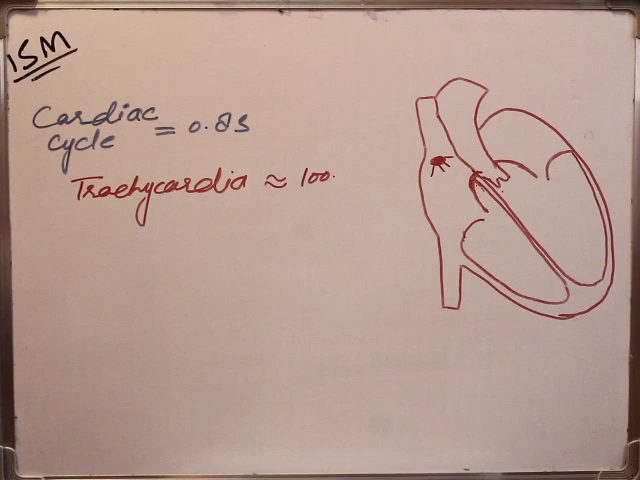 ISM
Cardiac
cycle = 0.8s
Trachycardia ≈ 100.